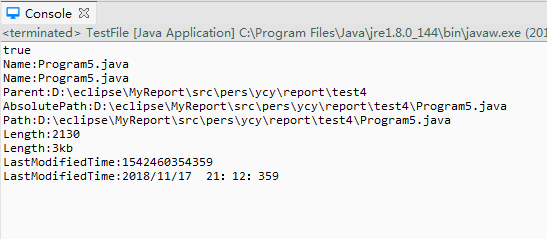 Console
<terminated> TestFile [Java Application] C:\Program Files\Java\jre1.8.0_144\bin\javaw.exe (201
true
Name:Program5.java
Name:Program5.java
Parent:D:\eclipse\MyReport\src\pers\ycy\report\test4
AbsolutePath:D:\eclipse\MyReport\src\pers\ycy\report\test4\Program5.java
Path:D:\eclipse\MyReport\src\pers\ycy\report\test4\Program5.java
Length:2130
Length:3kb
LastModifiedTime:1542460354359
LastModifiedTime:2018/11/17  21：12：359